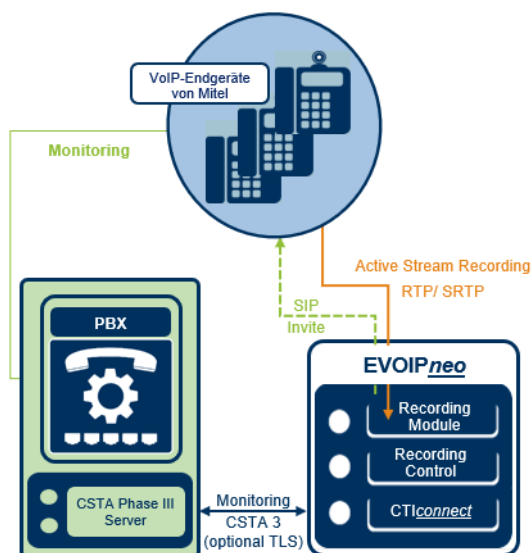 VoIP-Endgeräte
von Mitel
Monitoring
Active Stream Recording
RTP/ SRTP
SIP
Invite
PBX
EVOIPneo
Recording
Module
Recording
Control
CTIconnect
CSTA Phase III
Server
Monitoring
CSTA 3
(optional TLS)